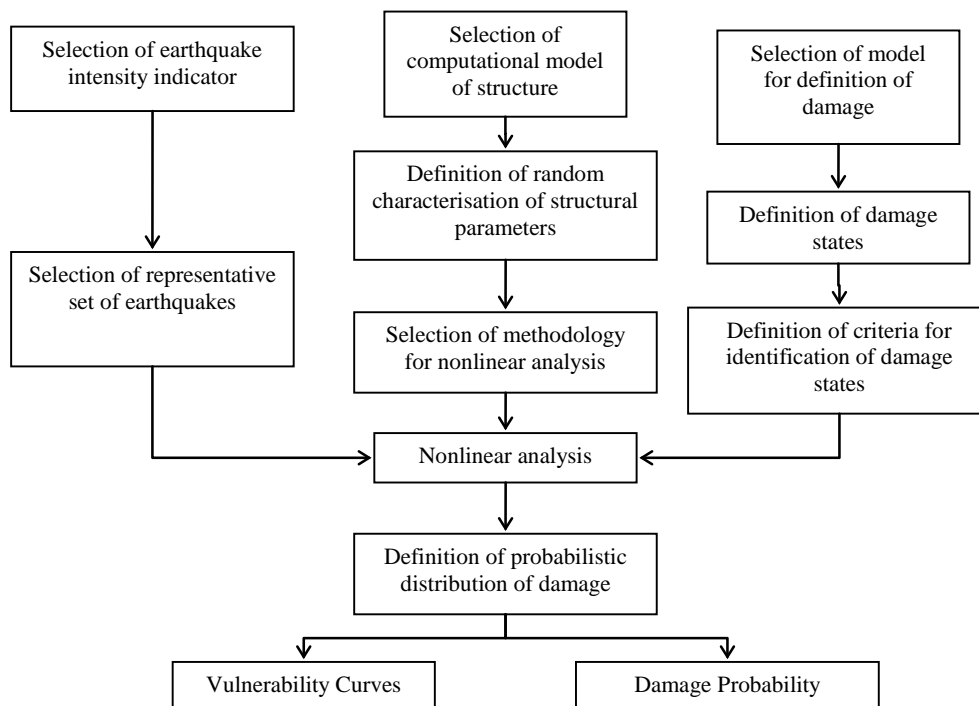 Selection of earthquake
intensity indicator
Selection of
computational model
of structure
Selection of model
for definition of
damage
Definition of random
characterisation of structural
parameters
Definition of damage
states
Selection of representative
set of earthquakes
Selection of methodology
for nonlinear analysis
Definition of criteria for
identification of damage
states
Nonlinear analysis
Definition of probabilistic
distribution of damage
Vulnerability Curves
Damage Probability